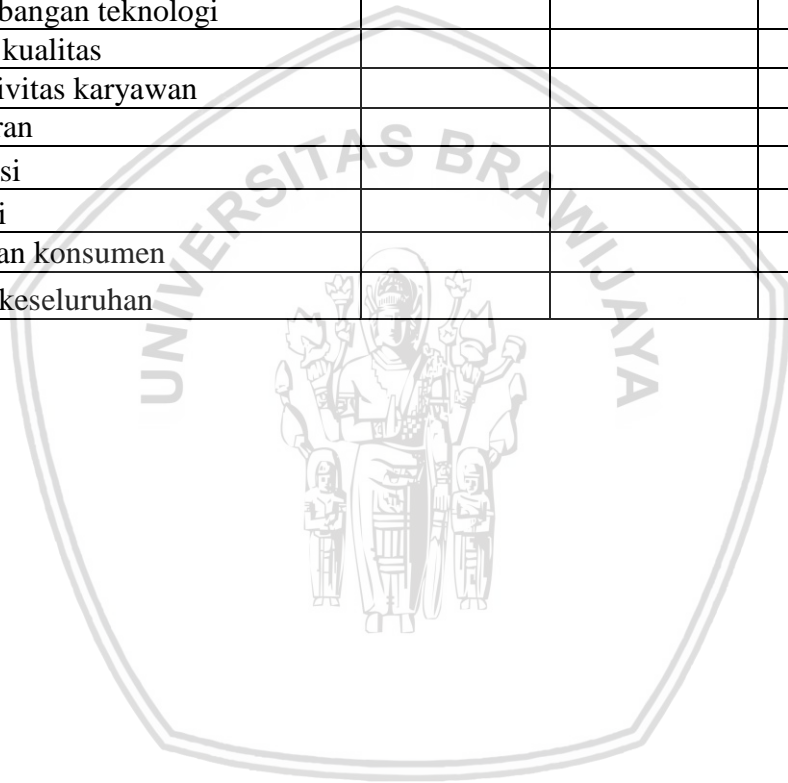 bangan teknologi
kualitas
ivitas karyawan
ran
si
i
an konsumen
keseluruhan
UNIVERSITAS BRAWIJAYA